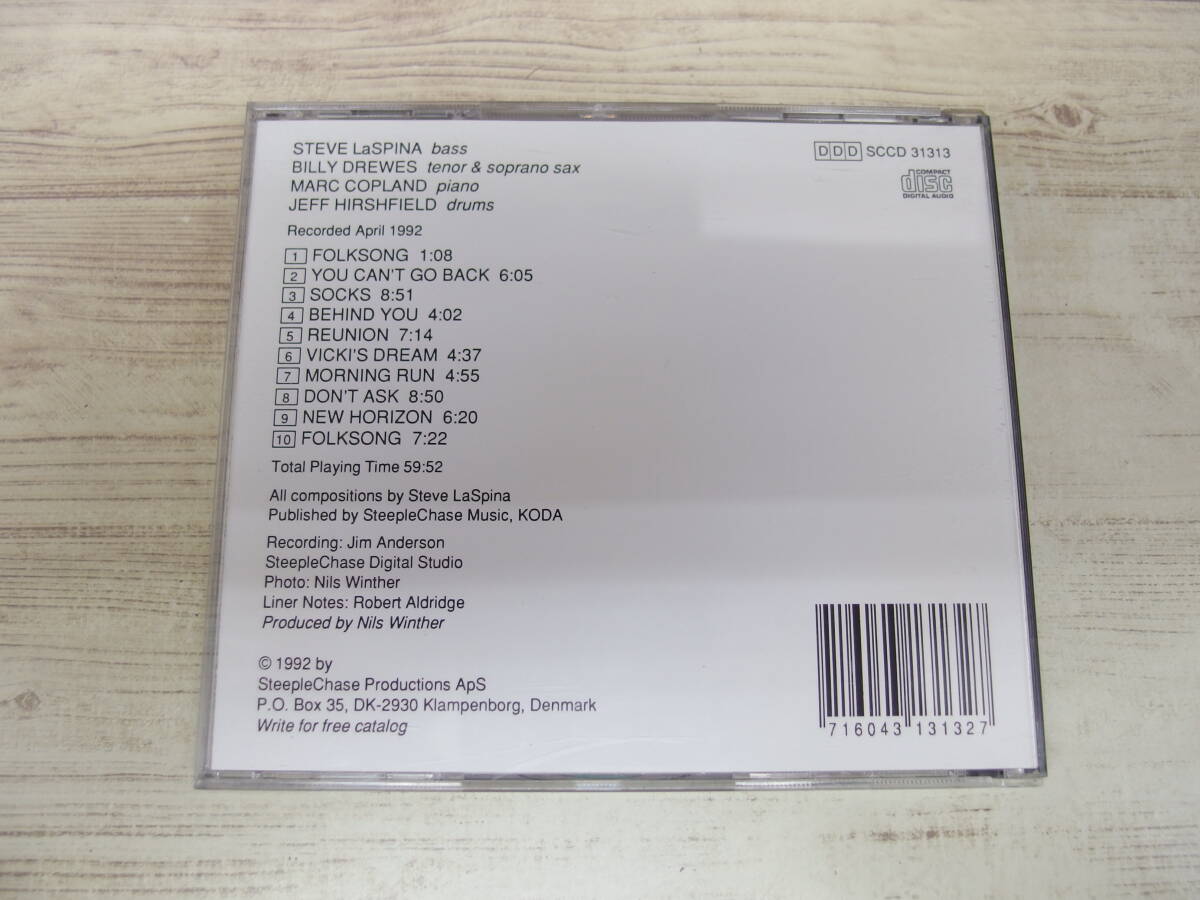 STEVE LaSPINA bass
BILLY DREWES tenor & soprano sax
MARC COPLAND piano
JEFF HIRSHFIELD drums
DDD SCCD 31313
COMPACT
disc
DIGITAL AUDIO
Recorded April 1992
1 FOLKSONG 1:08
2 YOU CAN'T GO BACK 6:05
3 SOCKS 8:51
4 BEHIND YOU 4:02
5 REUNION 7:14
6 VICKI'S DREAM 4:37
7 MORNING RUN 4:55
8 DON'T ASK 8:50
9 NEW HORIZON 6:20
10 FOLKSONG 7:22
Total Playing Time 59:52
All compositions by Steve LaSpina
Published by SteepleChase Music, KODA
Recording: Jim Anderson
SteepleChase Digital Studio
Photo: Nils Winther
Liner Notes: Robert Aldridge
Produced by Nils Winther
© 1992 by
SteepleChase Productions ApS
P.O. Box 35, DK-2930 Klampenborg, Denmark
Write for free catalog
716043 131327